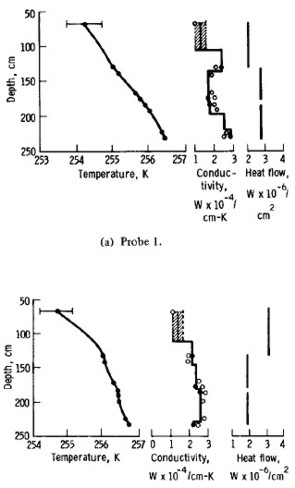 50
100
150
200
250
Depth, cm
253 254 255 256 257
Temperature, K
1 2 3
Conduc-
tivity,
W x 10-4/
cm-K
2 3 4
Heat flow,
W x 10-6/
cm2
(a) Probe 1.
50
100
150
200
250
Depth, cm
254 255 256 257
Temperature, K
0 1 2 3
Conductivity,
W x 10-4/cm-K
1 2 3 4
Heat flow,
W x 10-6/cm2